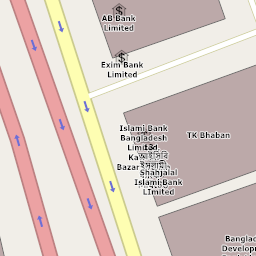 AB Bank
Limited
Exim Bank
Limited
Islami Bank
Bangladesh
Limited
Ka
Bazar
Shahjalal
Islami Bank
Limited
TK Bhaban
Banglad
Develop